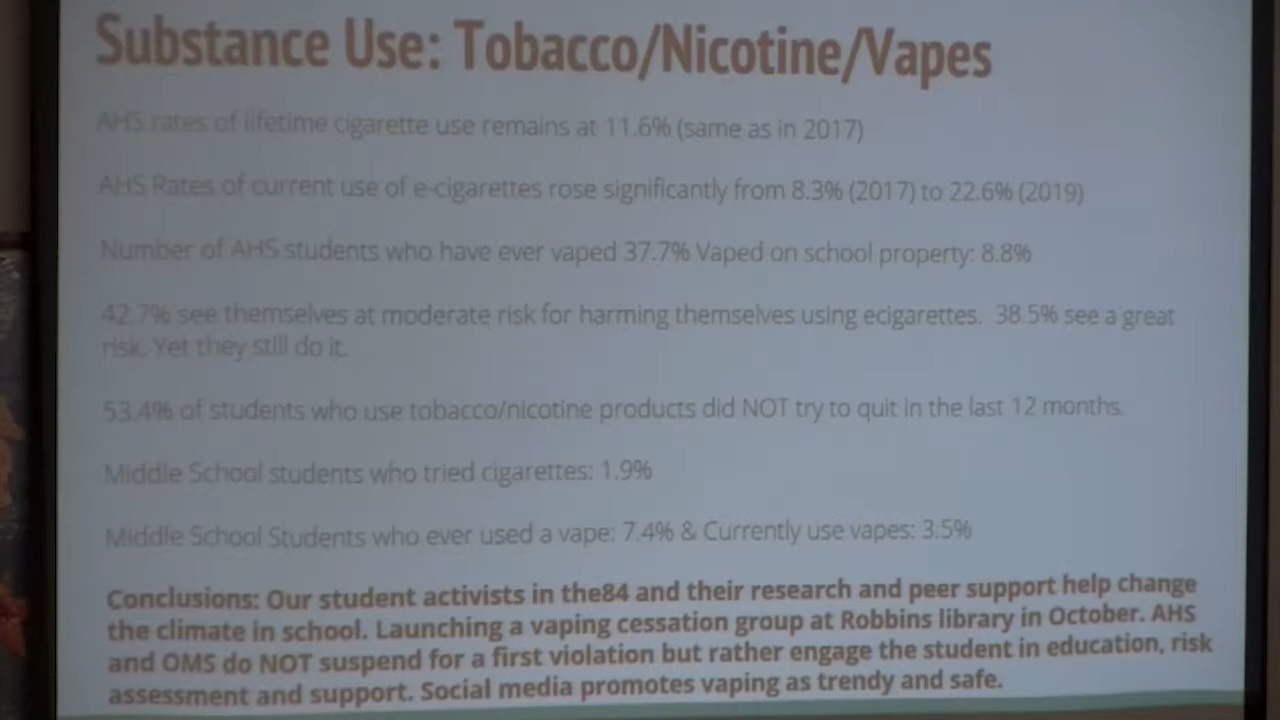 Substance Use: Tobacco/Nicotine/Vapes
AHS rates of lifetime cigarette use remains at 11.6% (same as in 2017)
AHS Rates of current use of e-cigarettes rose significantly from 8.3% (2017) to 22.6% (2019)
Number of AHS students who have ever vaped 37.7% Vaped on school property: 8.8%
42.7% see themselves at moderate risk for harming themselves using ecigarettes. 38.5% see a great
risk. Yet they still do it.
53.4% of students who use tobacco/nicotine products did NOT try to quit in the last 12 months.
Middle School students who tried cigarettes: 1.9%
Middle School Students who ever used a vape: 7.4% & Currently use vapes: 3.5%
Conclusions: Our student activists in the84 and their research and peer support help change
the climate in school. Launching a vaping cessation group at Robbins library in October. AHS
and OMS do NOT suspend for a first violation but rather engage the student in education, risk
assessment and support. Social media promotes vaping as trendy and safe.